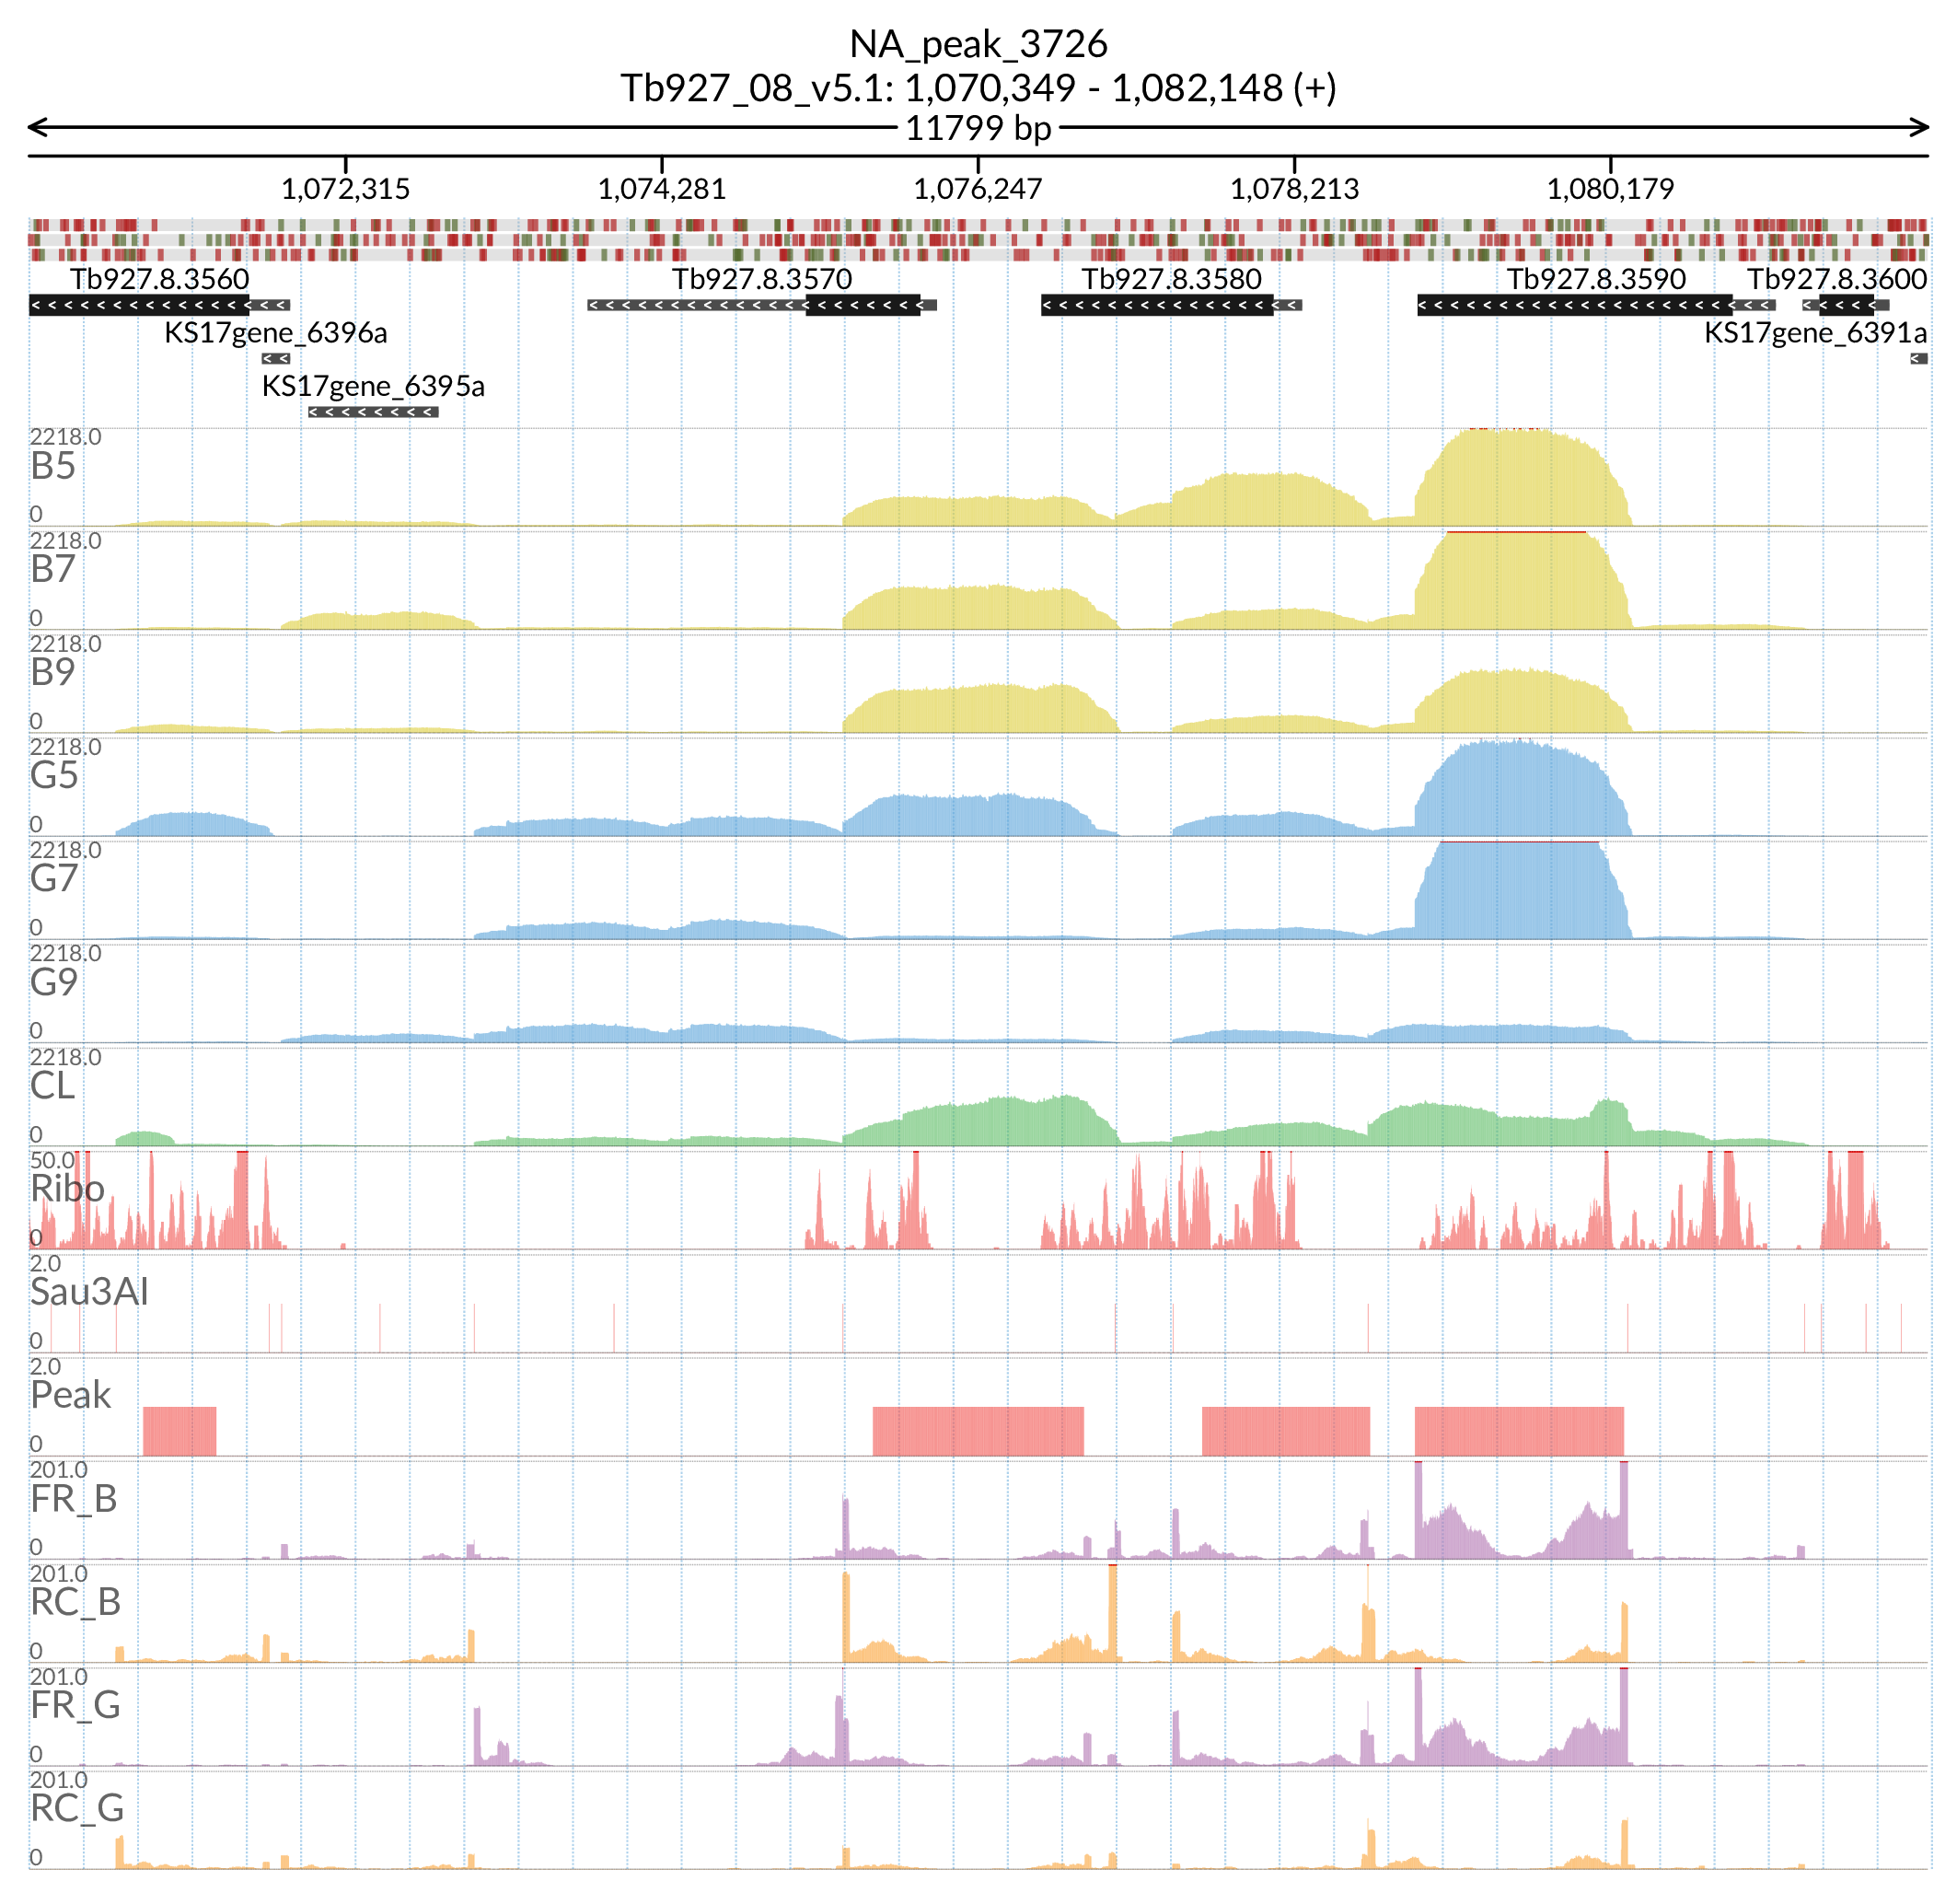 NA_peak_3726
Tb927_08_v5.1: 1,070,349 - 1,082,148 (+)
11799 bp
1,072,315 1,074,281 1,076,247 1,078,213 1,080,179
Tb927.8.3560 Tb927.8.3570 Tb927.8.3580 Tb927.8.3590 Tb927.8.3600
KS17gene_6396a KS17gene_6391a
KS17gene_6395a
2218.0
B5
0
2218.0
B7
0
2218.0
B9
0
2218.0
G5
0
2218.0
G7
0
2218.0
G9
0
2218.0
CL
0
50.0
Ribo
0
2.0
Sau3AI
0
2.0
Peak
0
201.0
FR_B
0
201.0
RC_B
0
201.0
FR_G
0
201.0
RC_G
0